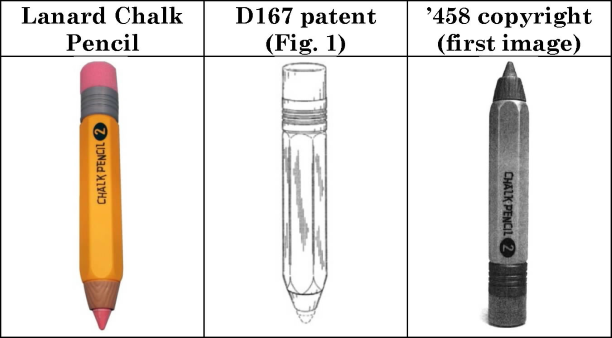 Lanard Chalk
Pencil
D167 patent
(Fig. 1)
’458 copyright
(first image)
CHALK PENCIL 2
CHALK PENCIL 2